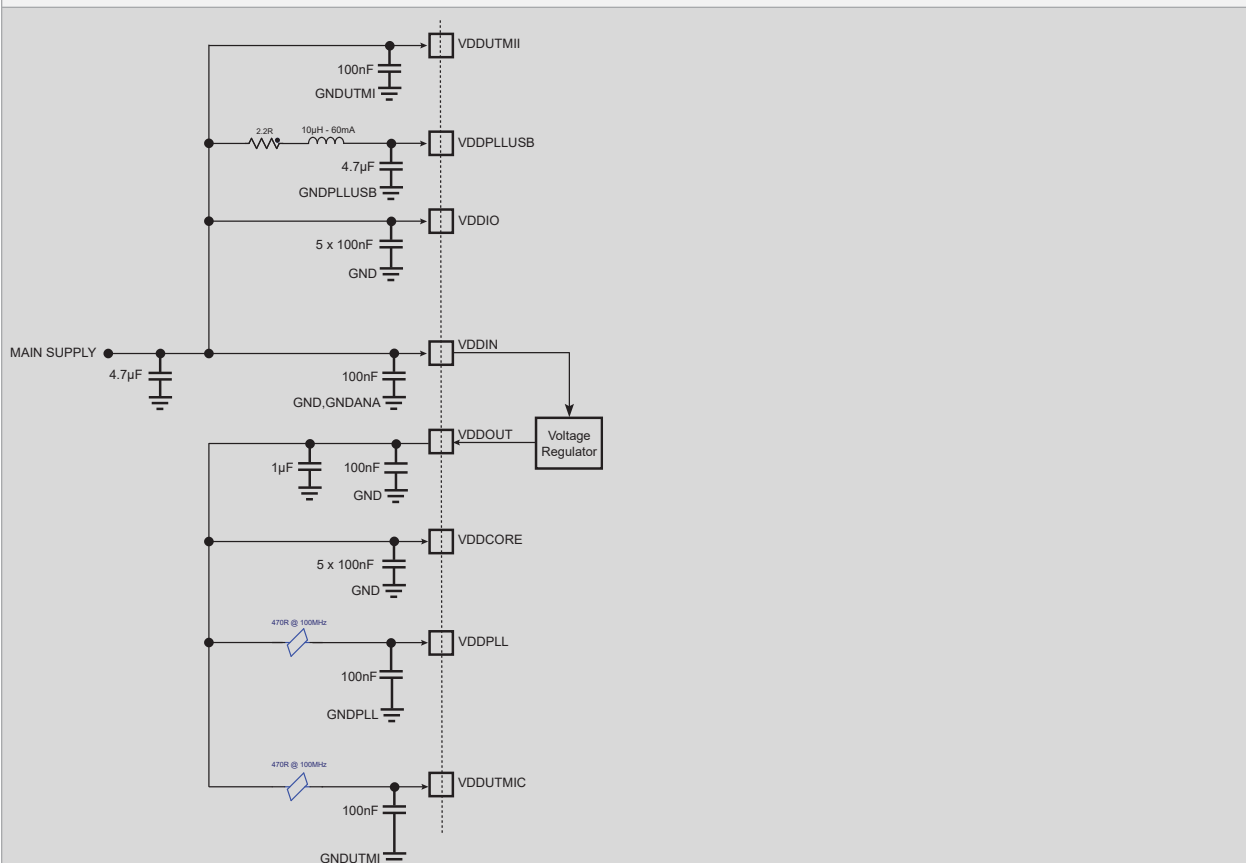 VDDUTMII
100nF
GNDUTMI
2.2R
10µH - 60mA
VDDPLLUSB
4.7µF
GNDPLLUSB
VDDIO
5 x 100nF
GND
MAIN SUPPLY
VDDIN
4.7µF
100nF
GND,GNDANA
VDDOUT
Voltage
Regulator
1µF
100nF
GND
VDDCORE
5 x 100nF
GND
470R @ 100MHz
VDDPLL
100nF
GNDPLL
470R @ 100MHz
VDDUTMIC
100nF
GNDUTMI